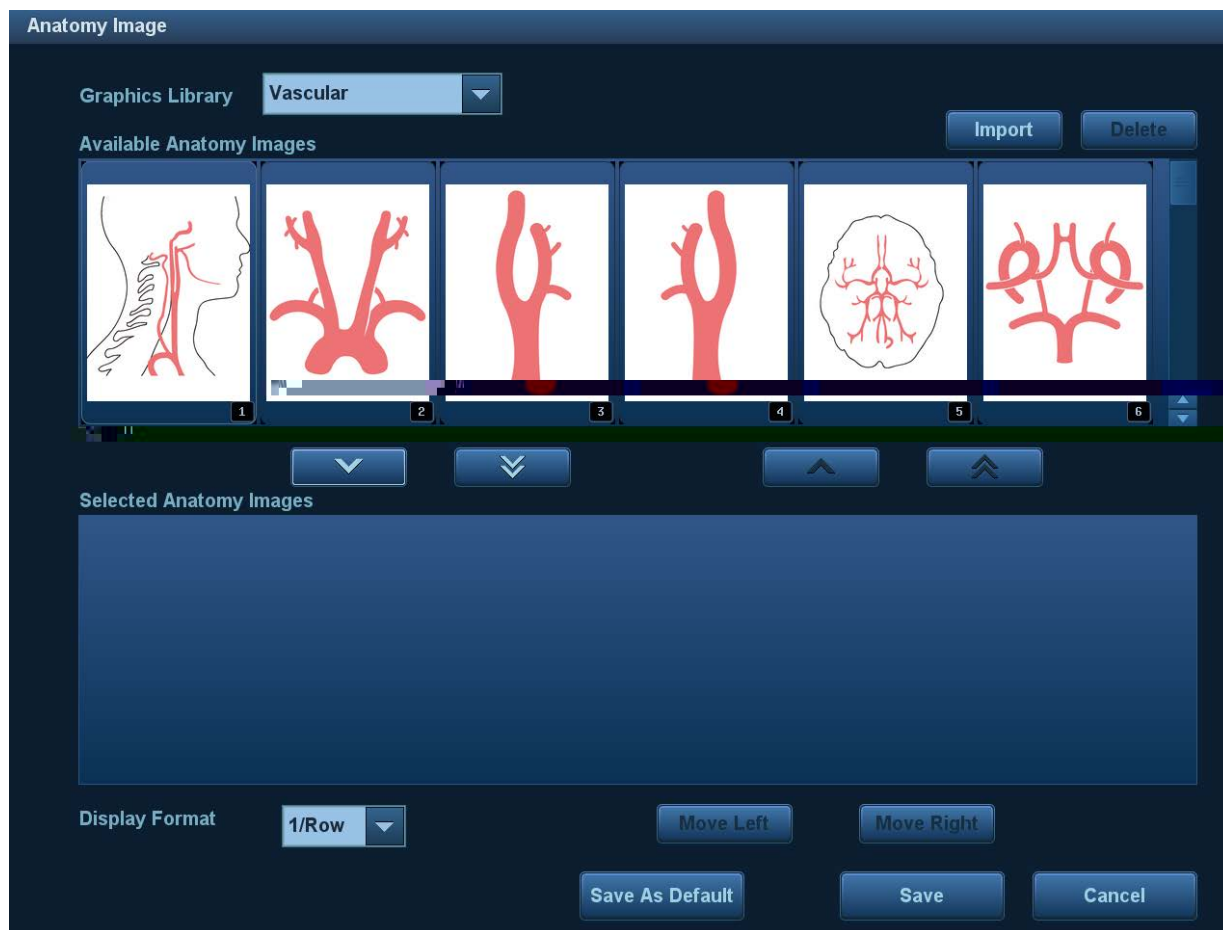 Anatomy Image
Graphics Library Vascular
Import Delete
Available Anatomy Images
1 2 3 4 5 6
Selected Anatomy Images
Display Format 1/Row Move Left Move Right
Save As Default Save Cancel